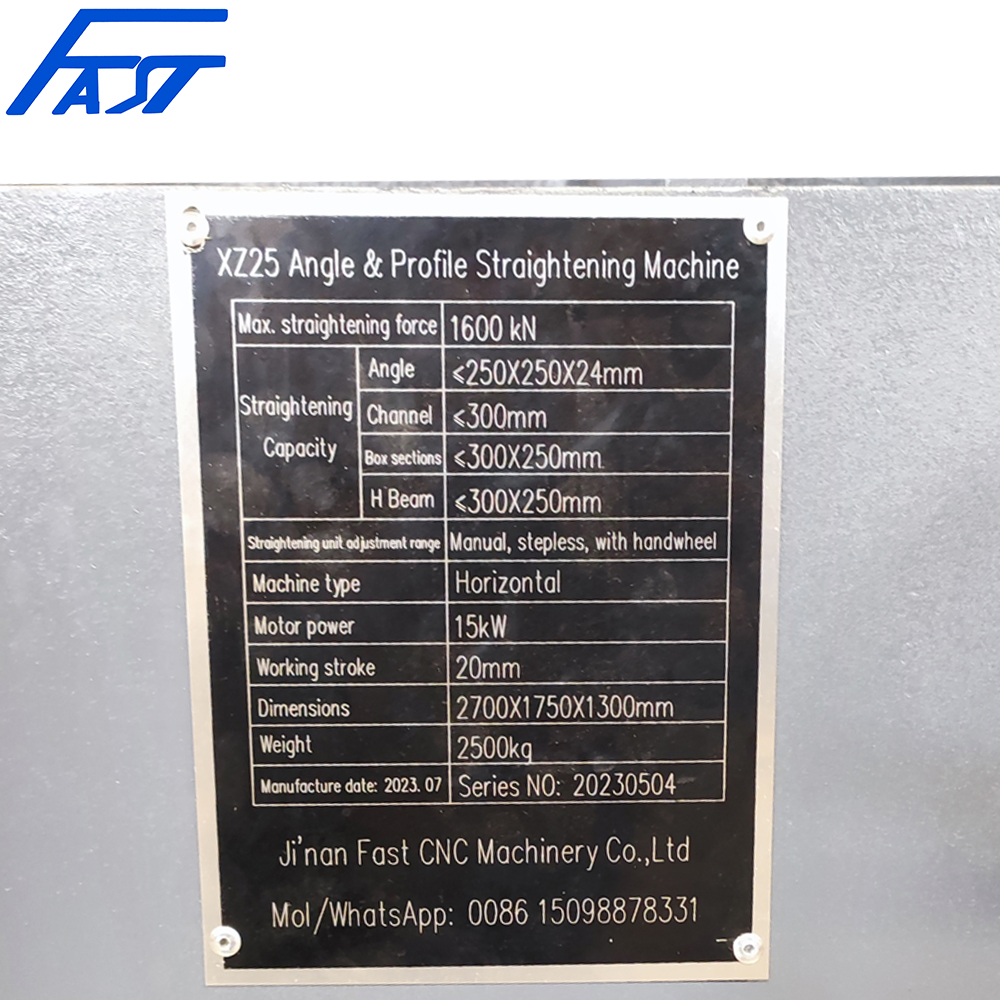 FAST
XZ25 Angle & Profile Straightening Machine
Max. straightening force 1600 kN
Straightening Capacity
Angle ≤250X250X24mm
Channel ≤300mm
Box sections ≤300X250mm
H Beam ≤300X250mm
Straightening unit adjustment range Manual, stepless, with handwheel
Machine type Horizontal
Motor power 15kW
Working stroke 20mm
Dimensions 2700X1750X1300mm
Weight 2500kg
Manufacture date: 2023.07 Series NO: 20230504
Ji'nan Fast CNC Machinery Co.,Ltd
Mol/WhatsApp: 0086 15098878331